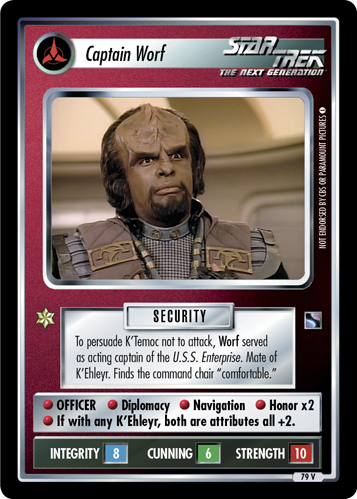 Captain Worf
STAR TREK
THE NEXT GENERATION
NOT ENDORSED BY CBS OR PARAMOUNT PICTURES
SECURITY
To persuade K'Temoc not to attack, Worf served
as acting captain of the U.S.S. Enterprise. Mate of
K'Ehleyr. Finds the command chair "comfortable."
• OFFICER • Diplomacy • Navigation • Honor x2
• If with any K'Ehleyr, both are attributes all +2.
INTEGRITY 8 CUNNING 6 STRENGTH 10
79 V